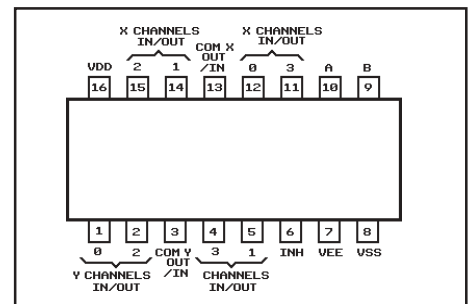 X CHANNELS IN/OUT
COM X OUT /IN
X CHANNELS IN/OUT
VDD 2 1 0 3 A B
16 15 14 13 12 11 10 9
1 2 3 4 5 6 7 8
0 2 COM Y OUT /IN 3 1 INH VEE VSS
Y CHANNELS IN/OUT
CHANNELS IN/OUT